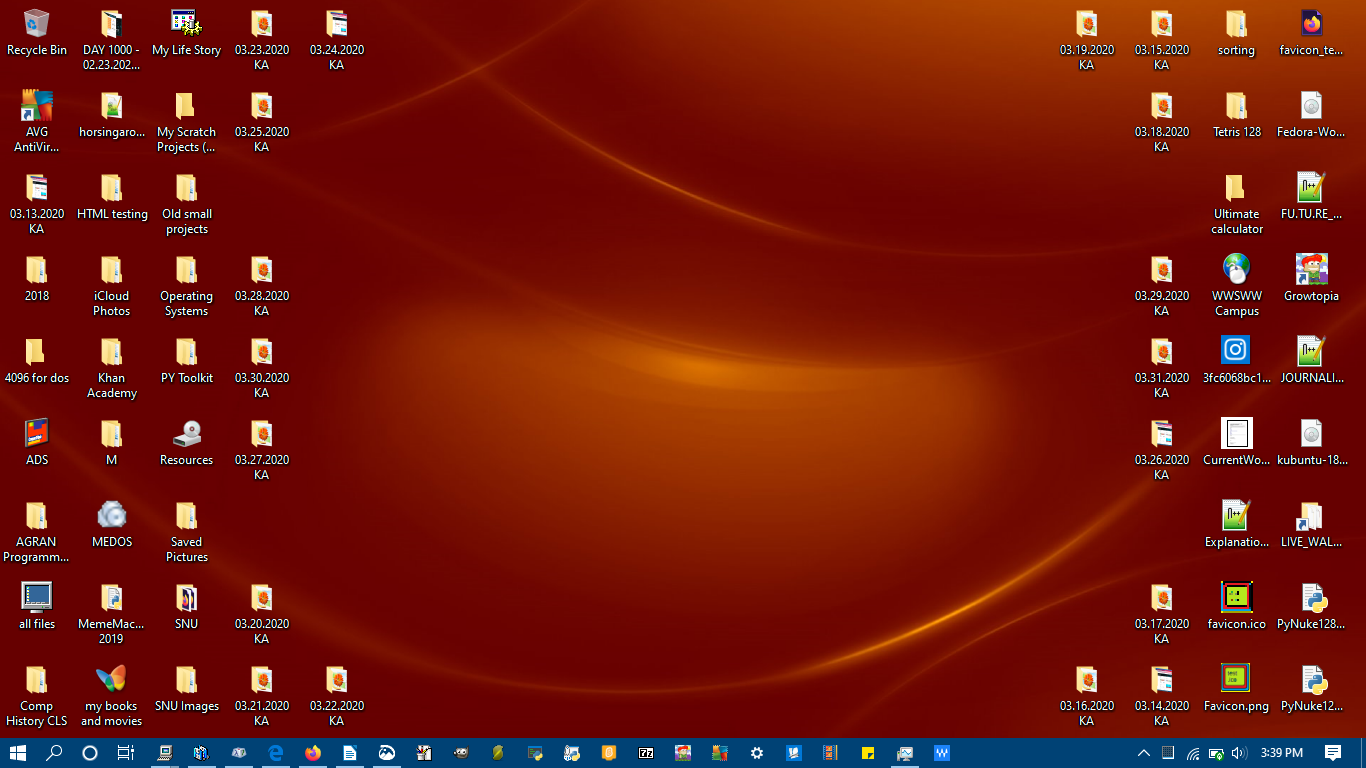 Recycle Bin
DAY 1000 -
02.23.202...
My Life Story
03.23.2020
KA
03.24.2020
KA
03.19.2020
KA
03.15.2020
KA
sorting
favicon_te...
AVG
AntiVir...
horsingaro...
My Scratch
Projects (...
03.25.2020
KA
03.18.2020
KA
Tetris 128
Fedora-Wo...
03.13.2020
KA
HTML testing
Old small
projects
Ultimate
calculator
FU.TU.RE_...
2018
iCloud
Photos
Operating
Systems
03.28.2020
KA
03.29.2020
KA
WWSWW
Campus
Growtopia
4096 for dos
Khan
Academy
PY Toolkit
03.30.2020
KA
03.31.2020
KA
3fc6068bc1...
JOURNALI...
ADS
M
Resources
03.27.2020
KA
03.26.2020
KA
CurrentWo...
kubuntu-18...
AGRAN
Programm...
MEDOS
Saved
Pictures
Explanatio...
LIVE_WAL...
all files
MemeMac...
2019
SNU
03.20.2020
KA
03.17.2020
KA
favicon.ico
PyNuke128...
Comp
History CLS
my books
and movies
SNU Images
03.21.2020
KA
03.22.2020
KA
03.16.2020
KA
03.14.2020
KA
Favicon.png
PyNuke12...
3:39 PM